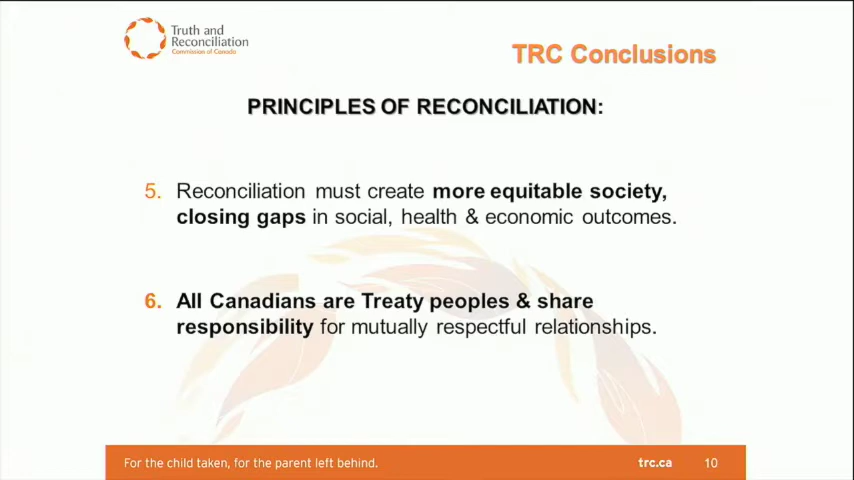 Truth and
Reconciliation
Commission of Canada
TRC Conclusions
PRINCIPLES OF RECONCILIATION:
5. Reconciliation must create more equitable society,
closing gaps in social, health & economic outcomes.
6. All Canadians are Treaty peoples & share
responsibility for mutually respectful relationships.
For the child taken, for the parent left behind.
trc.ca 10